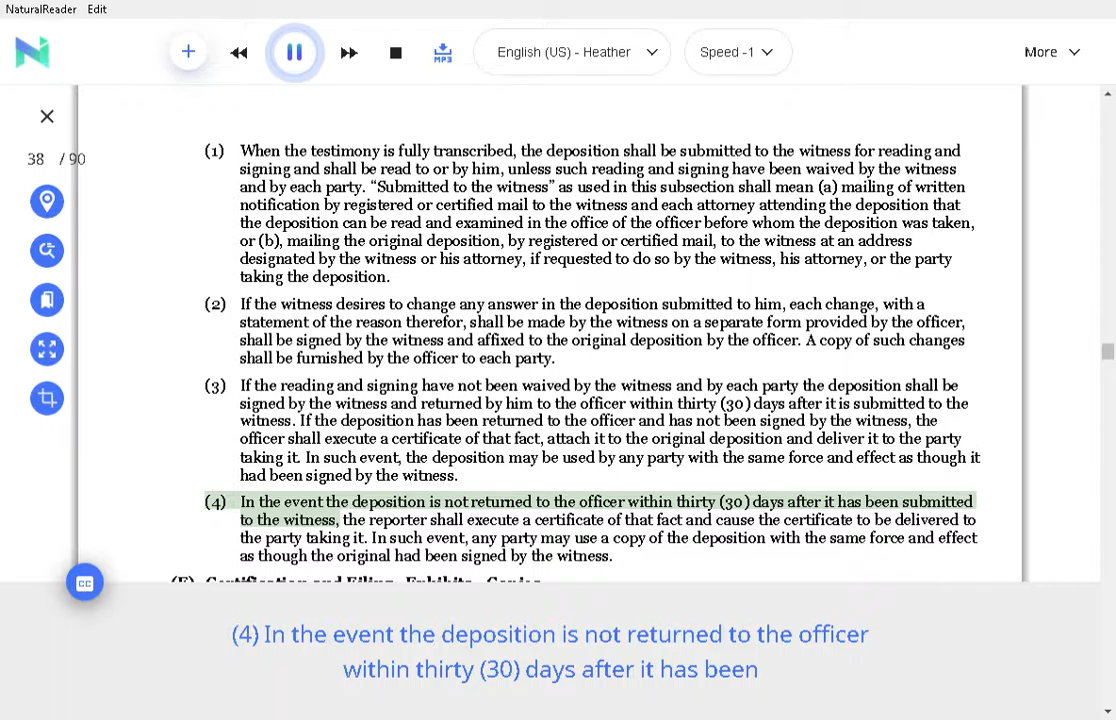 NaturalReader Edit
MP3
English (US) - Heather
Speed -1
More
38 / 90
(1) When the testimony is fully transcribed, the deposition shall be submitted to the witness for reading and
signing and shall be read to or by him, unless such reading and signing have been waived by the witness
and by each party. “Submitted to the witness” as used in this subsection shall mean (a) mailing of written
notification by registered or certified mail to the witness and each attorney attending the deposition that
the deposition can be read and examined in the office of the officer before whom the deposition was taken,
or (b), mailing the original deposition, by registered or certified mail, to the witness at an address
designated by the witness or his attorney, if requested to do so by the witness, his attorney, or the party
taking the deposition.
(2) If the witness desires to change any answer in the deposition submitted to him, each change, with a
statement of the reason therefor, shall be made by the witness on a separate form provided by the officer,
shall be signed by the witness and affixed to the original deposition by the officer. A copy of such changes
shall be furnished by the officer to each party.
(3) If the reading and signing have not been waived by the witness and by each party the deposition shall be
signed by the witness and returned by him to the officer within thirty (30) days after it is submitted to the
witness. If the deposition has been returned to the officer and has not been signed by the witness, the
officer shall execute a certificate of that fact, attach it to the original deposition and deliver it to the party
taking it. In such event, the deposition may be used by any party with the same force and effect as though it
had been signed by the witness.
(4) In the event the deposition is not returned to the officer within thirty (30) days after it has been submitted
to the witness, the reporter shall execute a certificate of that fact and cause the certificate to be delivered to
the party taking it. In such event, any party may use a copy of the deposition with the same force and effect
as though the original had been signed by the witness.
Certification and Filing Exhibits Copies
CC
(4) In the event the deposition is not returned to the officer
within thirty (30) days after it has been